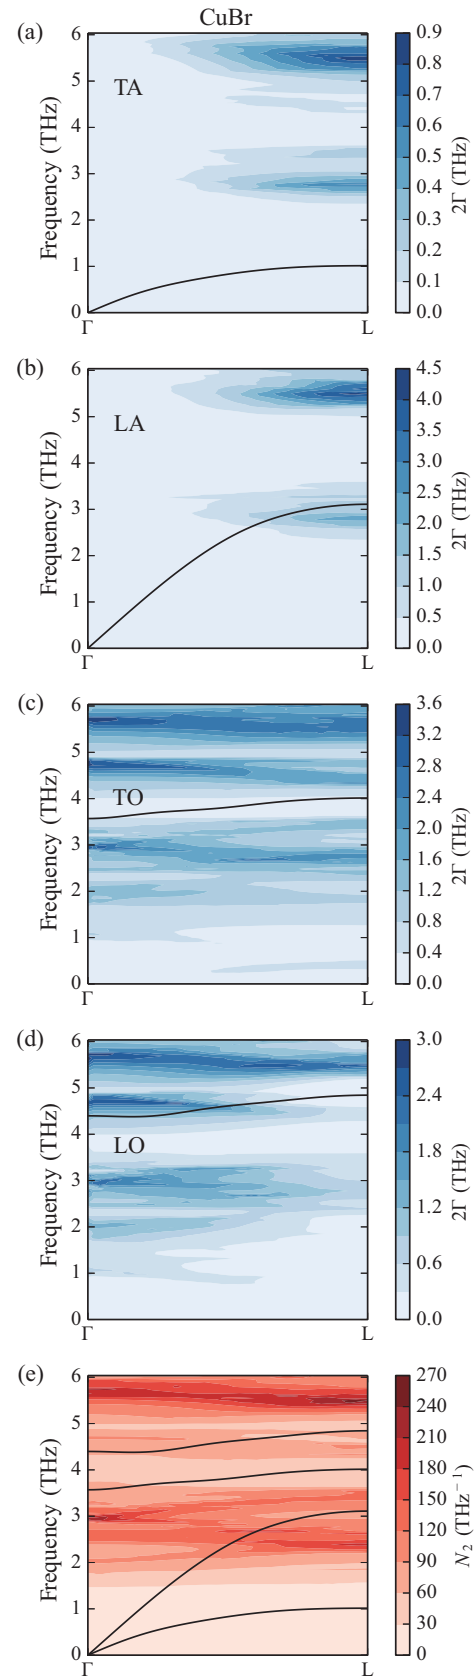 CuBr
(a)
TA
Frequency (THz)
6
5
4
3
2
1
0
Γ
L
0.9
0.8
0.7
0.6
0.5
0.4
0.3
0.2
0.1
0.0
2Γ (THz)
(b)
LA
Frequency (THz)
6
5
4
3
2
1
0
Γ
L
4.5
4.0
3.5
3.0
2.5
2.0
1.5
1.0
0.5
0.0
2Γ (THz)
(c)
TO
Frequency (THz)
6
5
4
3
2
1
0
Γ
L
3.6
3.2
2.8
2.4
2.0
1.6
1.2
0.8
0.4
0.0
2Γ (THz)
(d)
LO
Frequency (THz)
6
5
4
3
2
1
0
Γ
L
3.0
2.4
1.8
1.2
0.6
0.0
2Γ (THz)
(e)
Frequency (THz)
6
5
4
3
2
1
0
Γ
L
270
240
210
180
150
120
90
60
30
0
N₂ (THz⁻¹)